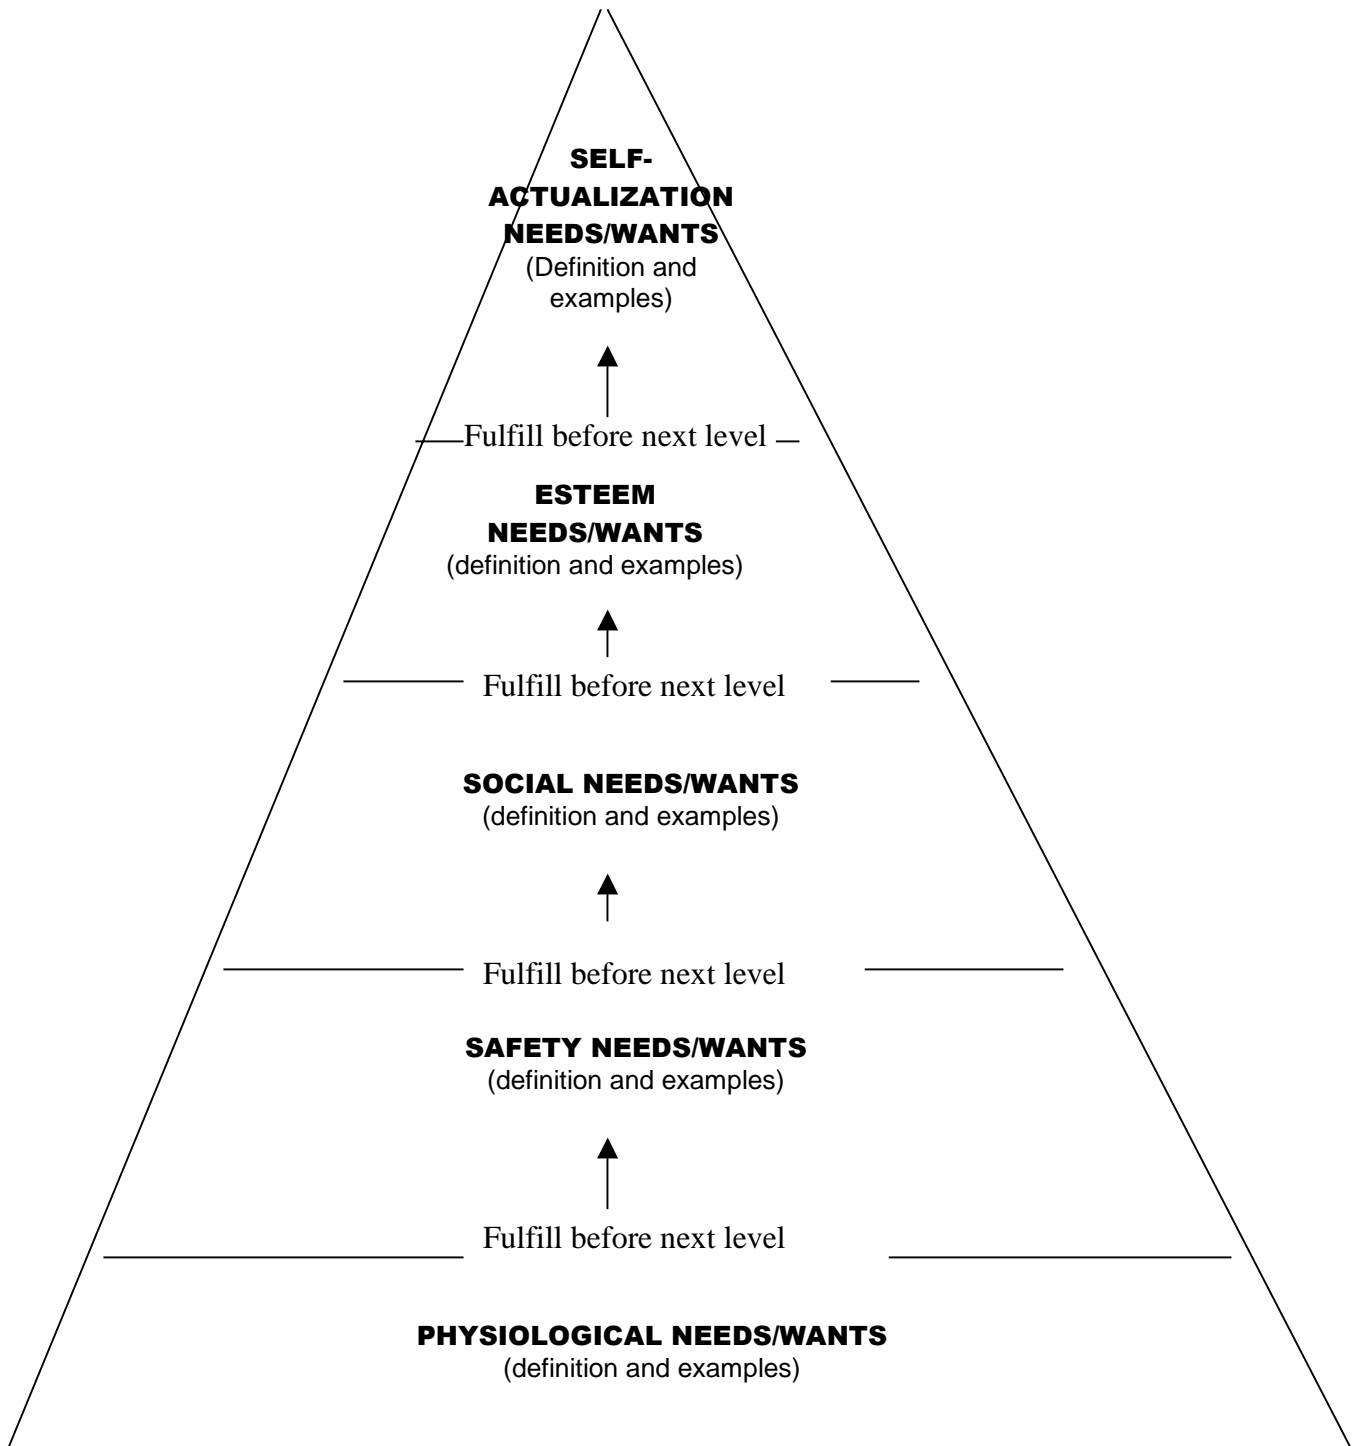 SELF-
ACTUALIZATION
NEEDS/WANTS
(Definition and
examples)
Fulfill before next level
ESTEEM
NEEDS/WANTS
(definition and examples)
Fulfill before next level
SOCIAL NEEDS/WANTS
(definition and examples)
Fulfill before next level
SAFETY NEEDS/WANTS
(definition and examples)
Fulfill before next level
PHYSIOLOGICAL NEEDS/WANTS
(definition and examples)